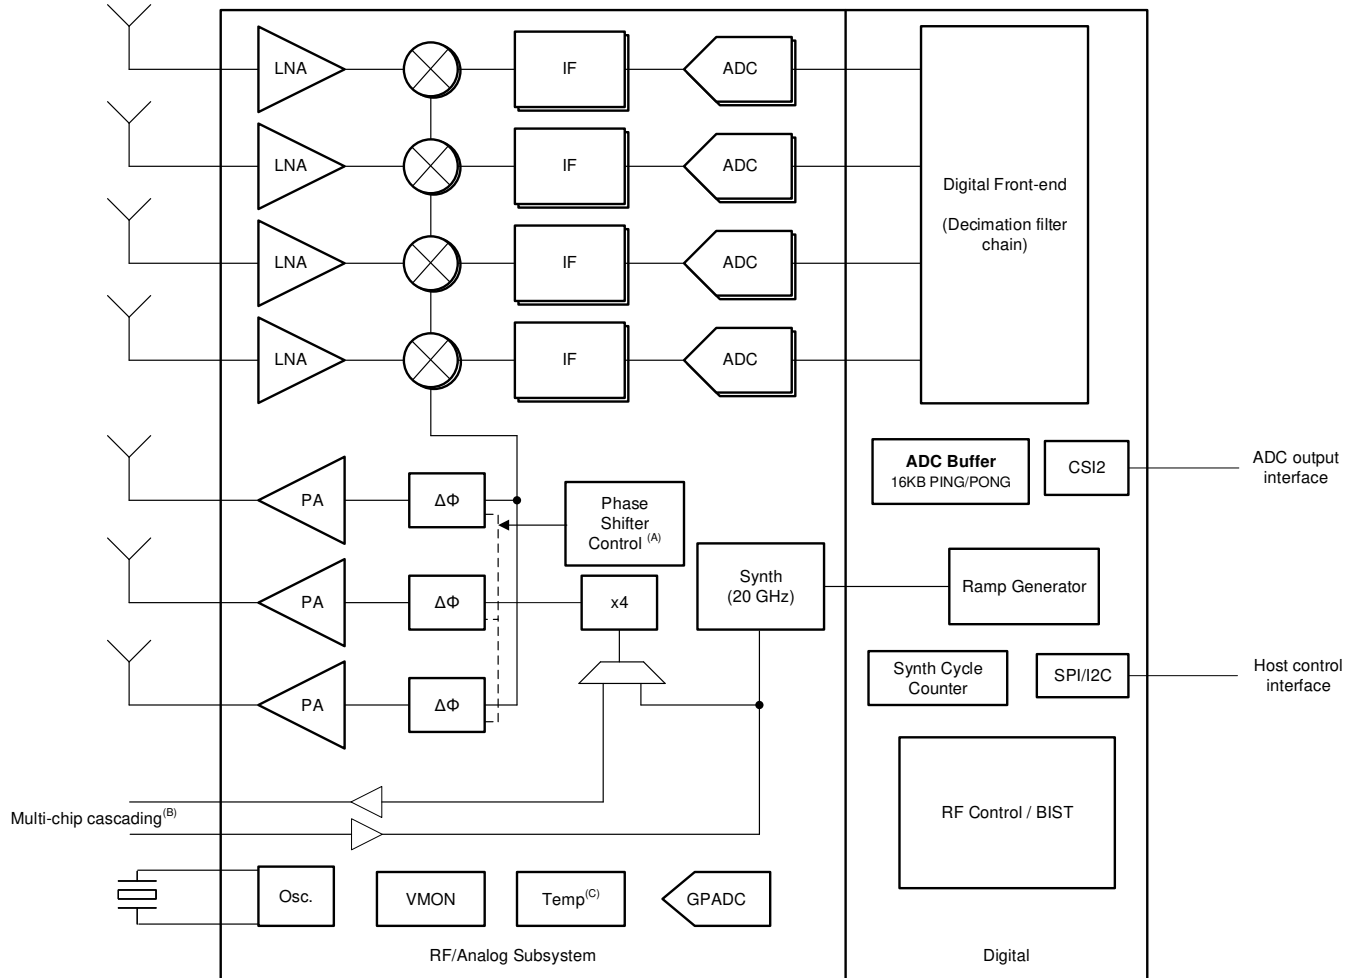 LNA
IF
ADC
LNA
IF
ADC
LNA
IF
ADC
LNA
IF
ADC
Digital Front-end
(Decimation filter
chain)
PA
ΔΦ
Phase
Shifter
Control (A)
ADC Buffer
16KB PING/PONG
CSI2
ADC output
interface
PA
ΔΦ
x4
Synth
(20 GHz)
Ramp Generator
PA
ΔΦ
Synth Cycle
Counter
SPI/I2C
Host control
interface
Multi-chip cascading(B)
RF Control / BIST
Osc.
VMON
Temp(C)
GPADC
RF/Analog Subsystem
Digital